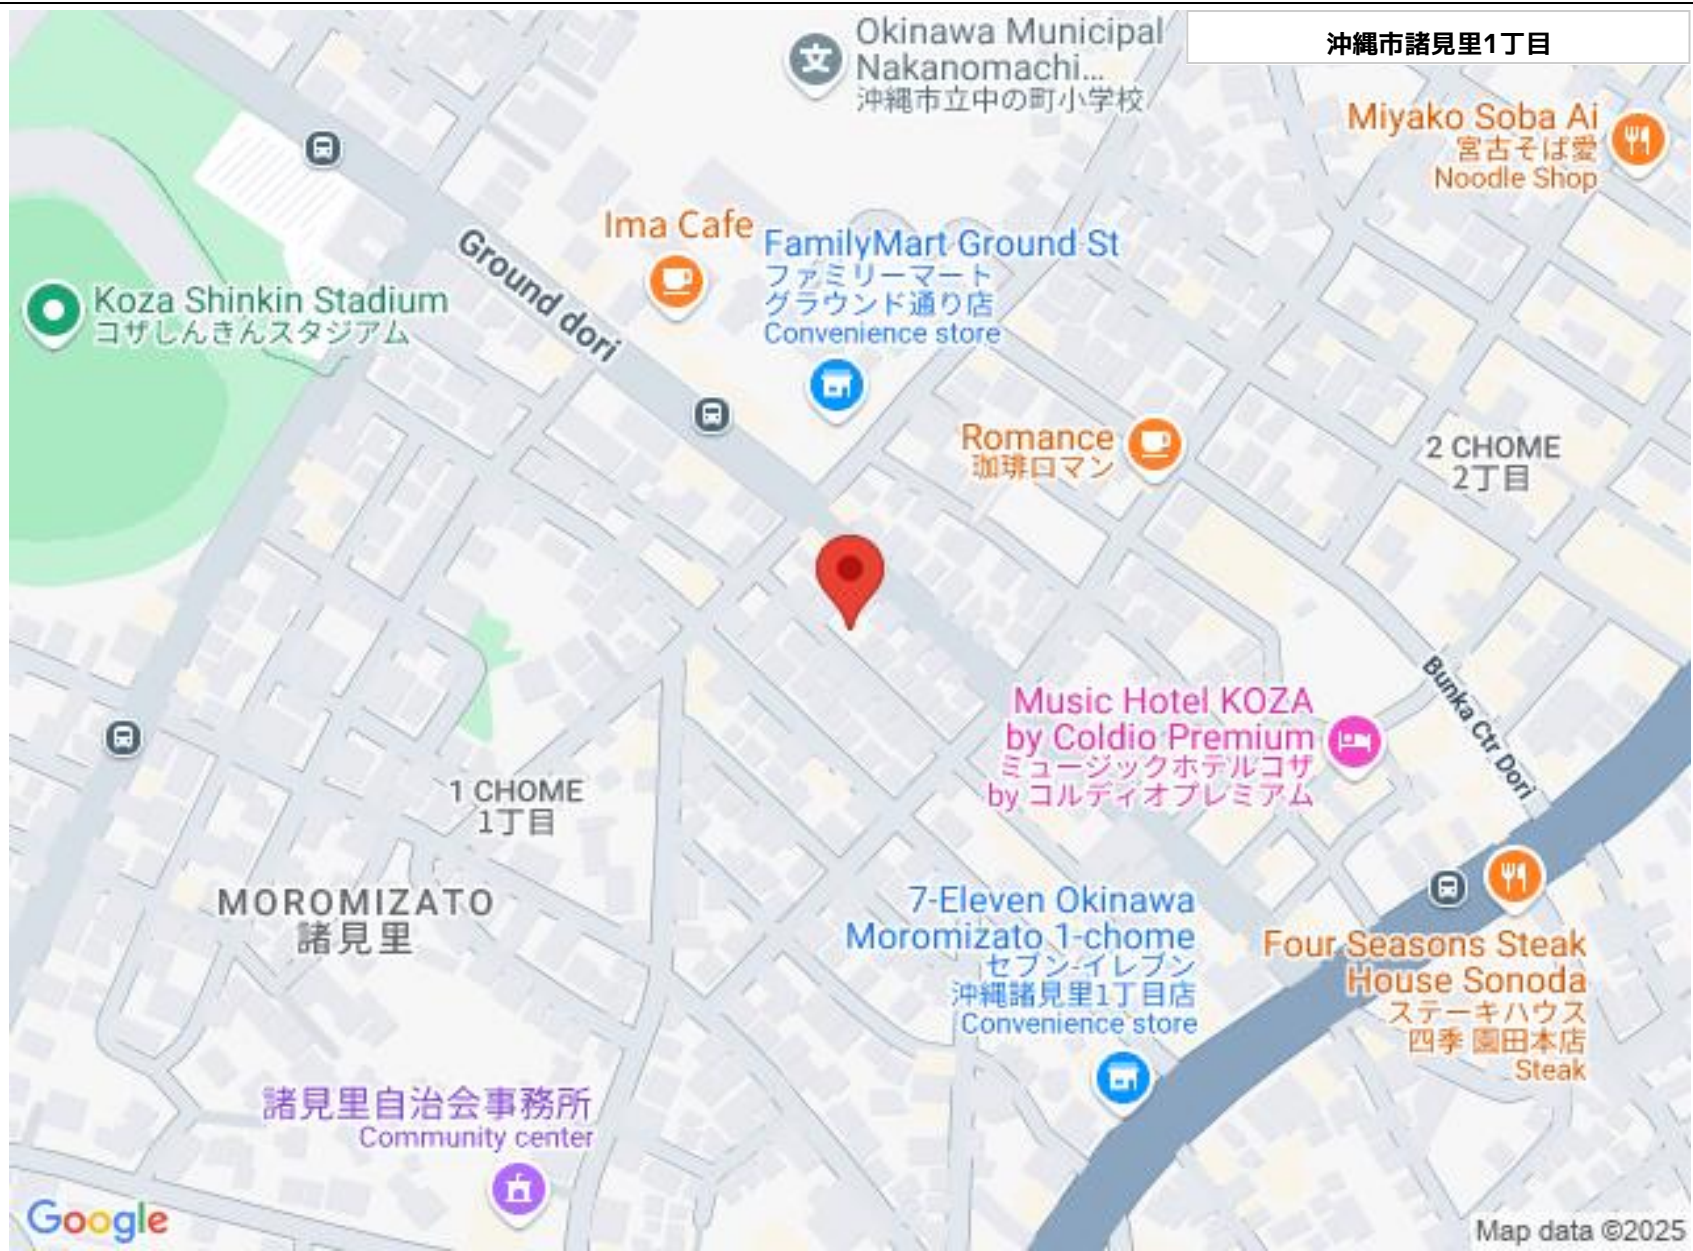 Okinawa Municipal
Nakanomachi...
沖縄市立中の町小学校
沖縄市諸見里1丁目
Miyako Soba Ai
宮古そば愛
Noodle Shop
Ima Cafe
Ground dori
FamilyMart Ground St
ファミリーマート
グラウンド通り店
Convenience store
Koza Shinkin Stadium
コザしんきんスタジアム
Romance
珈琲ロマン
2 CHOME
2丁目
Bunka Ctr Dori
Music Hotel KOZA
by Coldio Premium
ミュージックホテルコザ
by コルディオプレミアム
1 CHOME
1丁目
MOROMIZATO
諸見里
7-Eleven Okinawa
Moromizato 1-chome
セブン-イレブン
沖縄諸見里1丁目店
Convenience store
Four Seasons Steak
House Sonoda
ステーキハウス
四季 園田本店
Steak
諸見里自治会事務所
Community center
Google
Map data ©2025